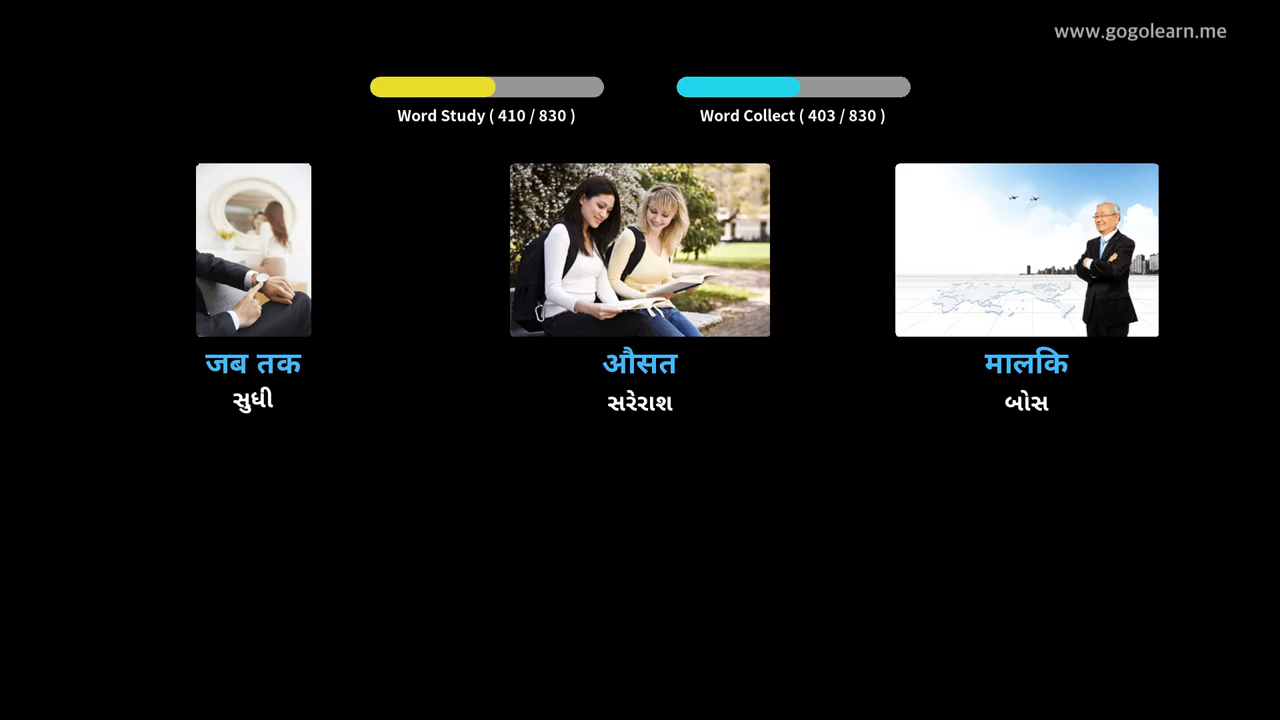 www.gogolearn.me
Word Study ( 410 / 830 )
Word Collect ( 403 / 830 )
जब तक
औसत
मालकि
સુધી
સરેરાશ
બોસ